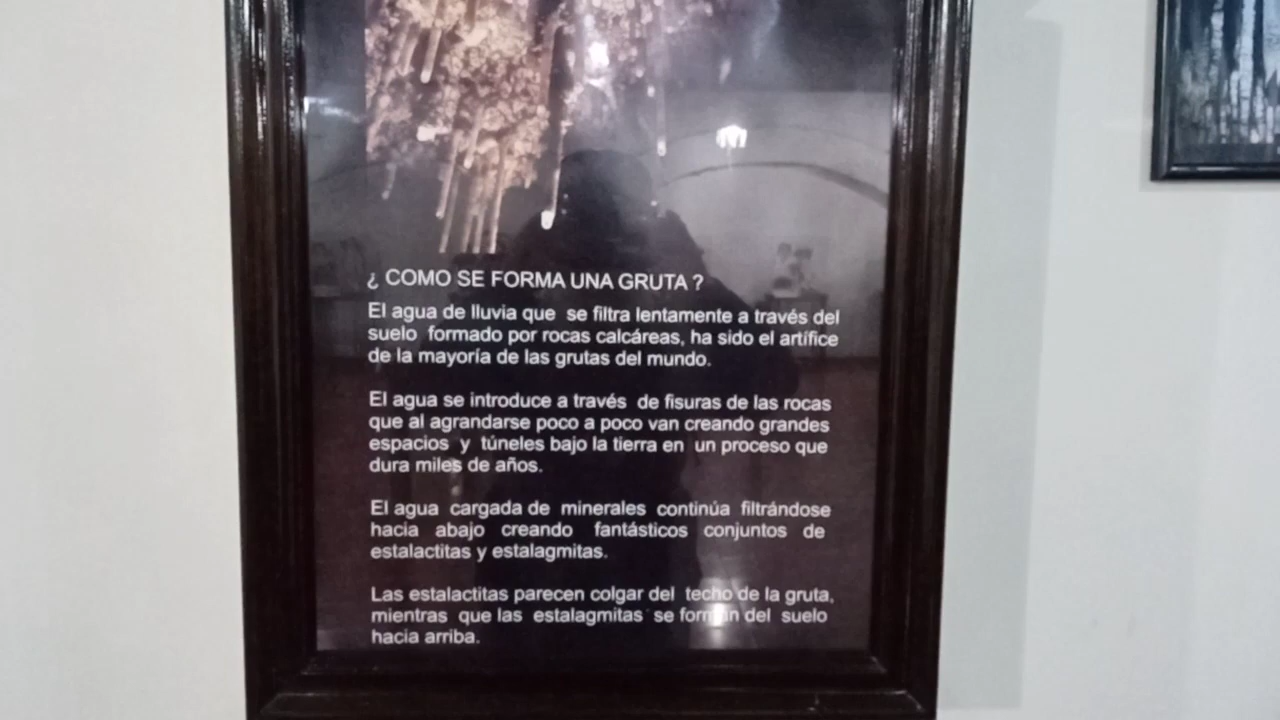 ¿ COMO SE FORMA UNA GRUTA ?
El agua de lluvia que se filtra lentamente a través del
suelo formado por rocas calcáreas, ha sido el artífice
de la mayoría de las grutas del mundo.
El agua se introduce a través de fisuras de las rocas
que al agrandarse poco a poco van creando grandes
espacios y túneles bajo la tierra en un proceso que
dura miles de años.
El agua cargada de minerales continúa filtrándose
hacia abajo creando fantásticos conjuntos de
estalactitas y estalagmitas.
Las estalactitas parecen colgar del techo de la gruta,
mientras que las estalagmitas se forman del suelo
hacia arriba.